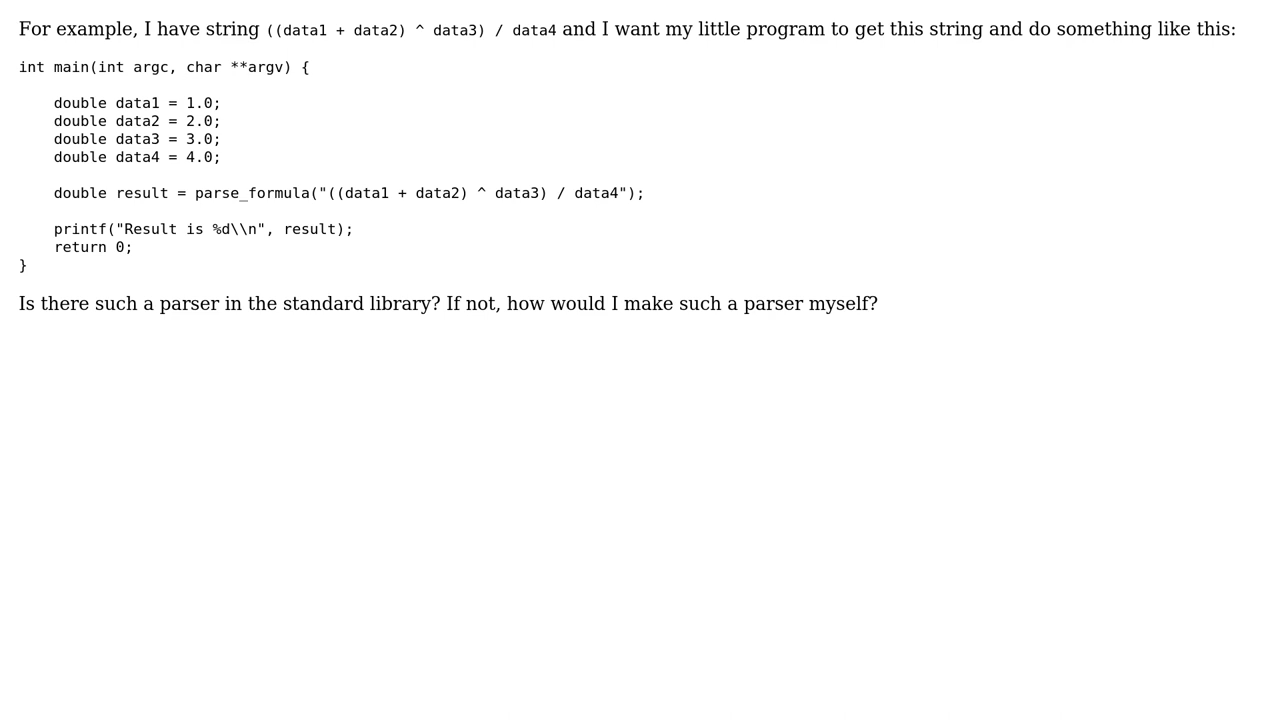 For example, I have string ((data1 + data2) ^ data3) / data4 and I want my little program to get this string and do something like this:
int main(int argc, char **argv) {
    double data1 = 1.0;
    double data2 = 2.0;
    double data3 = 3.0;
    double data4 = 4.0;
    double result = parse_formula("((data1 + data2) ^ data3) / data4");
    printf("Result is %d\\n", result);
    return 0;
}
Is there such a parser in the standard library? If not, how would I make such a parser myself?